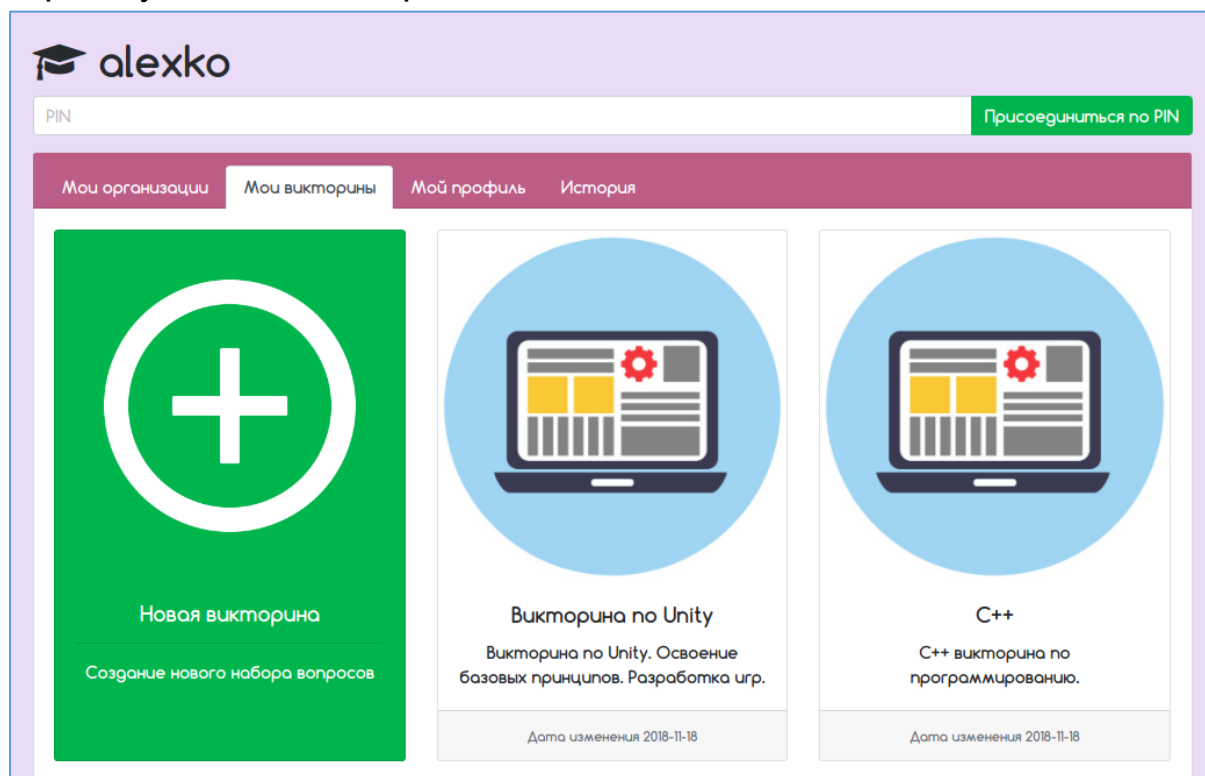 alexko
PIN
Присоединиться по PIN
Мои организации
Мои викторины
Мой профиль
История
Новая викторина
Создание нового набора вопросов
Викторина по Unity
Викторина по Unity. Освоение
базовых принципов. Разработка игр.
Дата изменения 2018-11-18
C++
C++ викторина по
программированию.
Дата изменения 2018-11-18